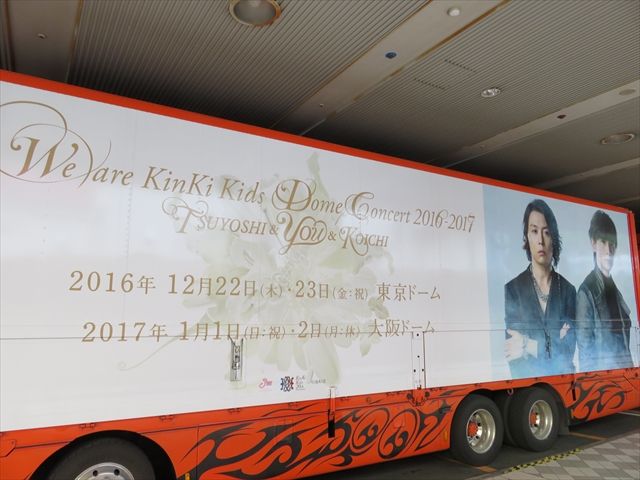 We are KinKi Kids Dome Concert 2016-2017
TSUYOSHI & YOU & KOICHI
2016年 12月22日(木)・23日(金:祝) 東京ドーム
2017年 1月1日(日:祝)・2日(月:休) 大阪ドーム